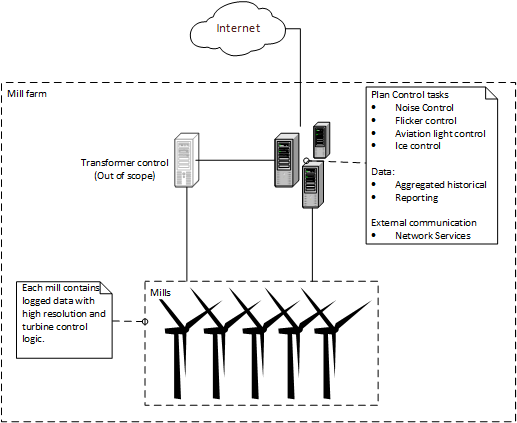 Internet
Mill farm
Plan Control tasks
• Noise Control
• Flicker control
• Aviation light control
• Ice control
Data:
• Aggregated historical
• Reporting
External communication
• Network Services
Transformer control
(Out of scope)
Each mill contains
logged data with
high resolution and
turbine control
logic.
Mills